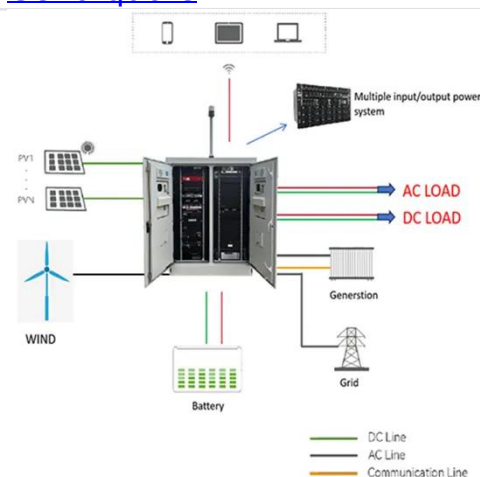 Multiple input/output power
system
PV1
PVN
AC LOAD
DC LOAD
WIND
Generstion
Grid
Battery
DC Line
AC Line
Communication Line